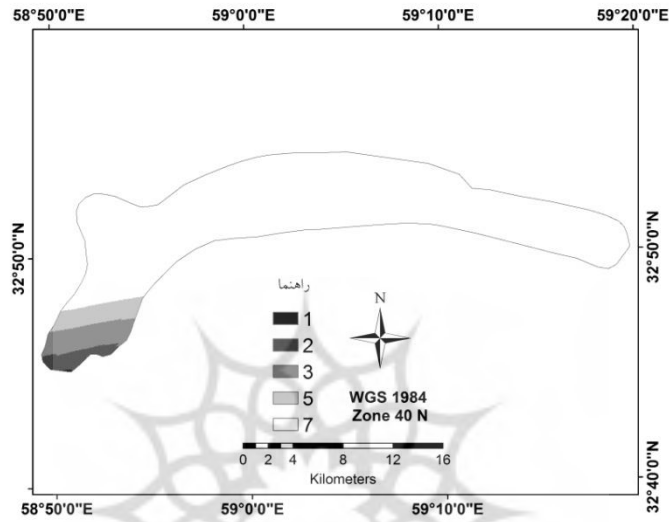 58°50'0"E 59°0'0"E 59°10'0"E 59°20'0"E
32°50'0"N
32°50'0"N
راهنما
1
2
3
5
7
N
WGS 1984
Zone 40 N
0 2 4 8 12 16
Kilometers
32°40'0"N
58°50'0"E 59°0'0"E 59°10'0"E